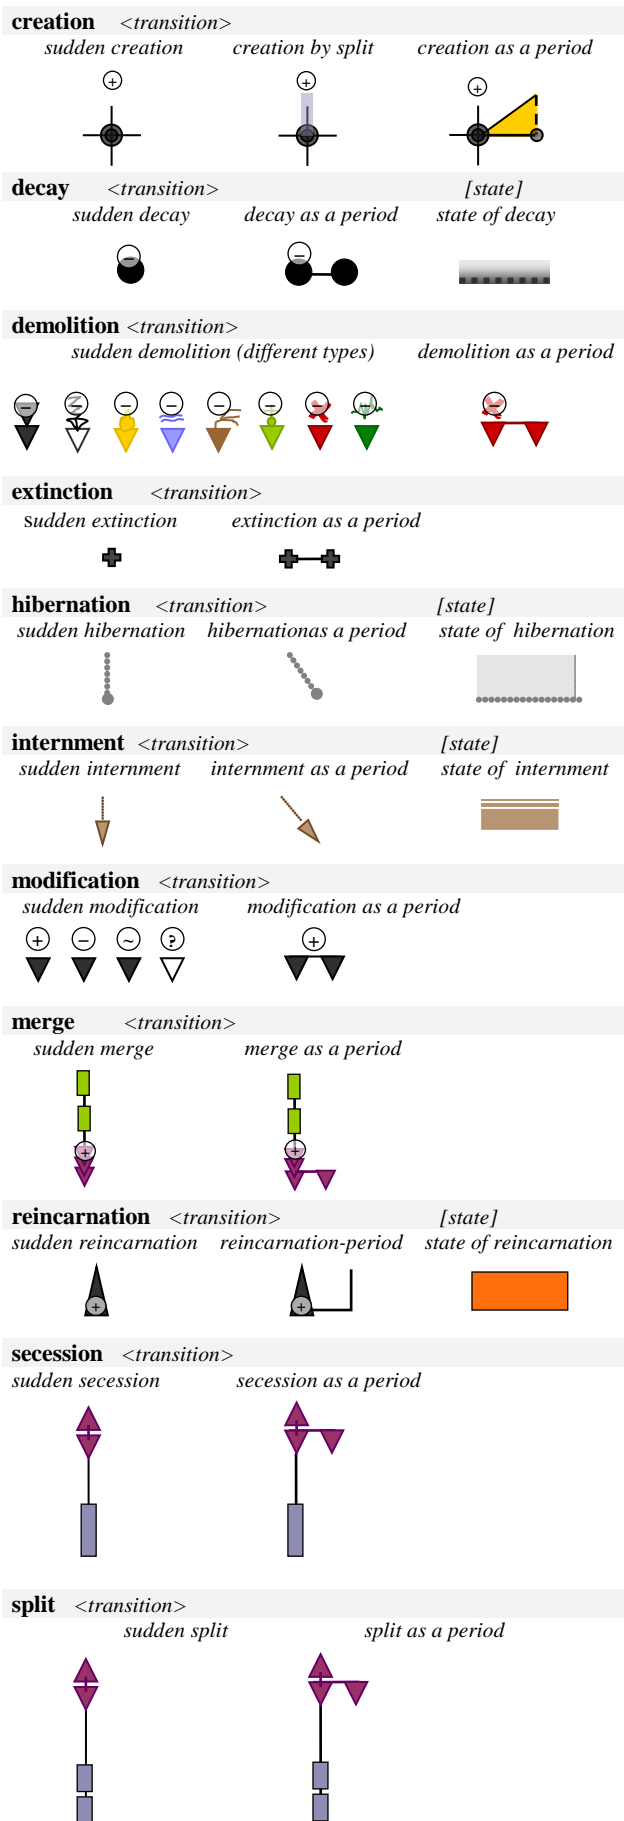 creation <transition>
sudden creation creation by split creation as a period
+ + +
decay <transition> [state]
sudden decay decay as a period state of decay
− −
demolition <transition>
sudden demolition (different types) demolition as a period
− − − − − − − − −
extinction <transition>
sudden extinction extinction as a period
hibernation <transition> [state]
sudden hibernation hibernationas a period state of hibernation
internment <transition> [state]
sudden internment internment as a period state of internment
modification <transition>
sudden modification modification as a period
+ − ~ ? +
merge <transition>
sudden merge merge as a period
+ +
reincarnation <transition> [state]
sudden reincarnation reincarnation-period state of reincarnation
+ +
secession <transition>
sudden secession secession as a period
split <transition>
sudden split split as a period